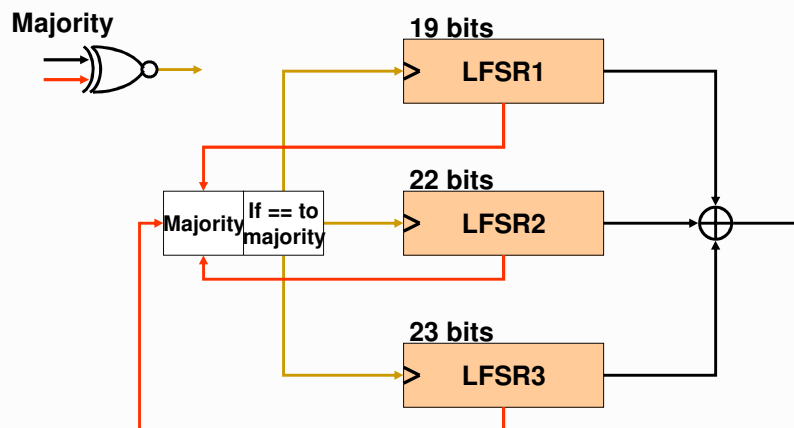 Majority
19 bits
LFSR1
22 bits
Majority
If == to
majority
LFSR2
23 bits
LFSR3